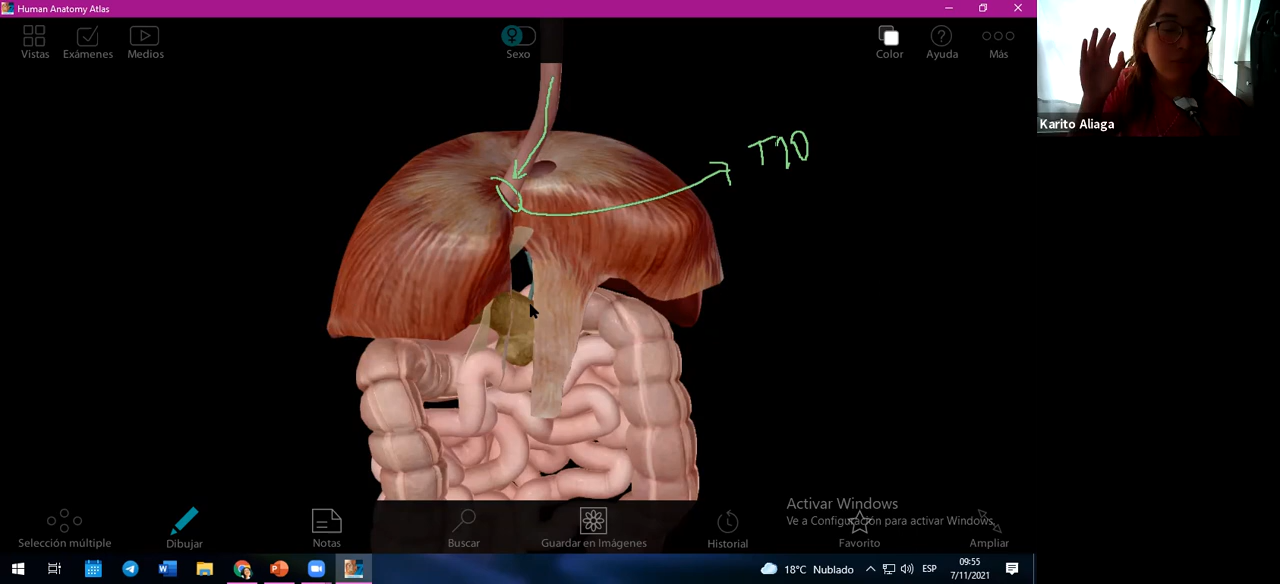 Human Anatomy Atlas
Vistas
Exámenes
Medios
Sexo
Color
Ayuda
Más
Karito Aliaga
T10
Activar Windows
Ve a Configuración para activar Windows.
Selección múltiple
Dibujar
Notas
Buscar
Guardar en Imágenes
Historial
Favorito
Ampliar
18°C Nublado
ESP
09:55
7/11/2021